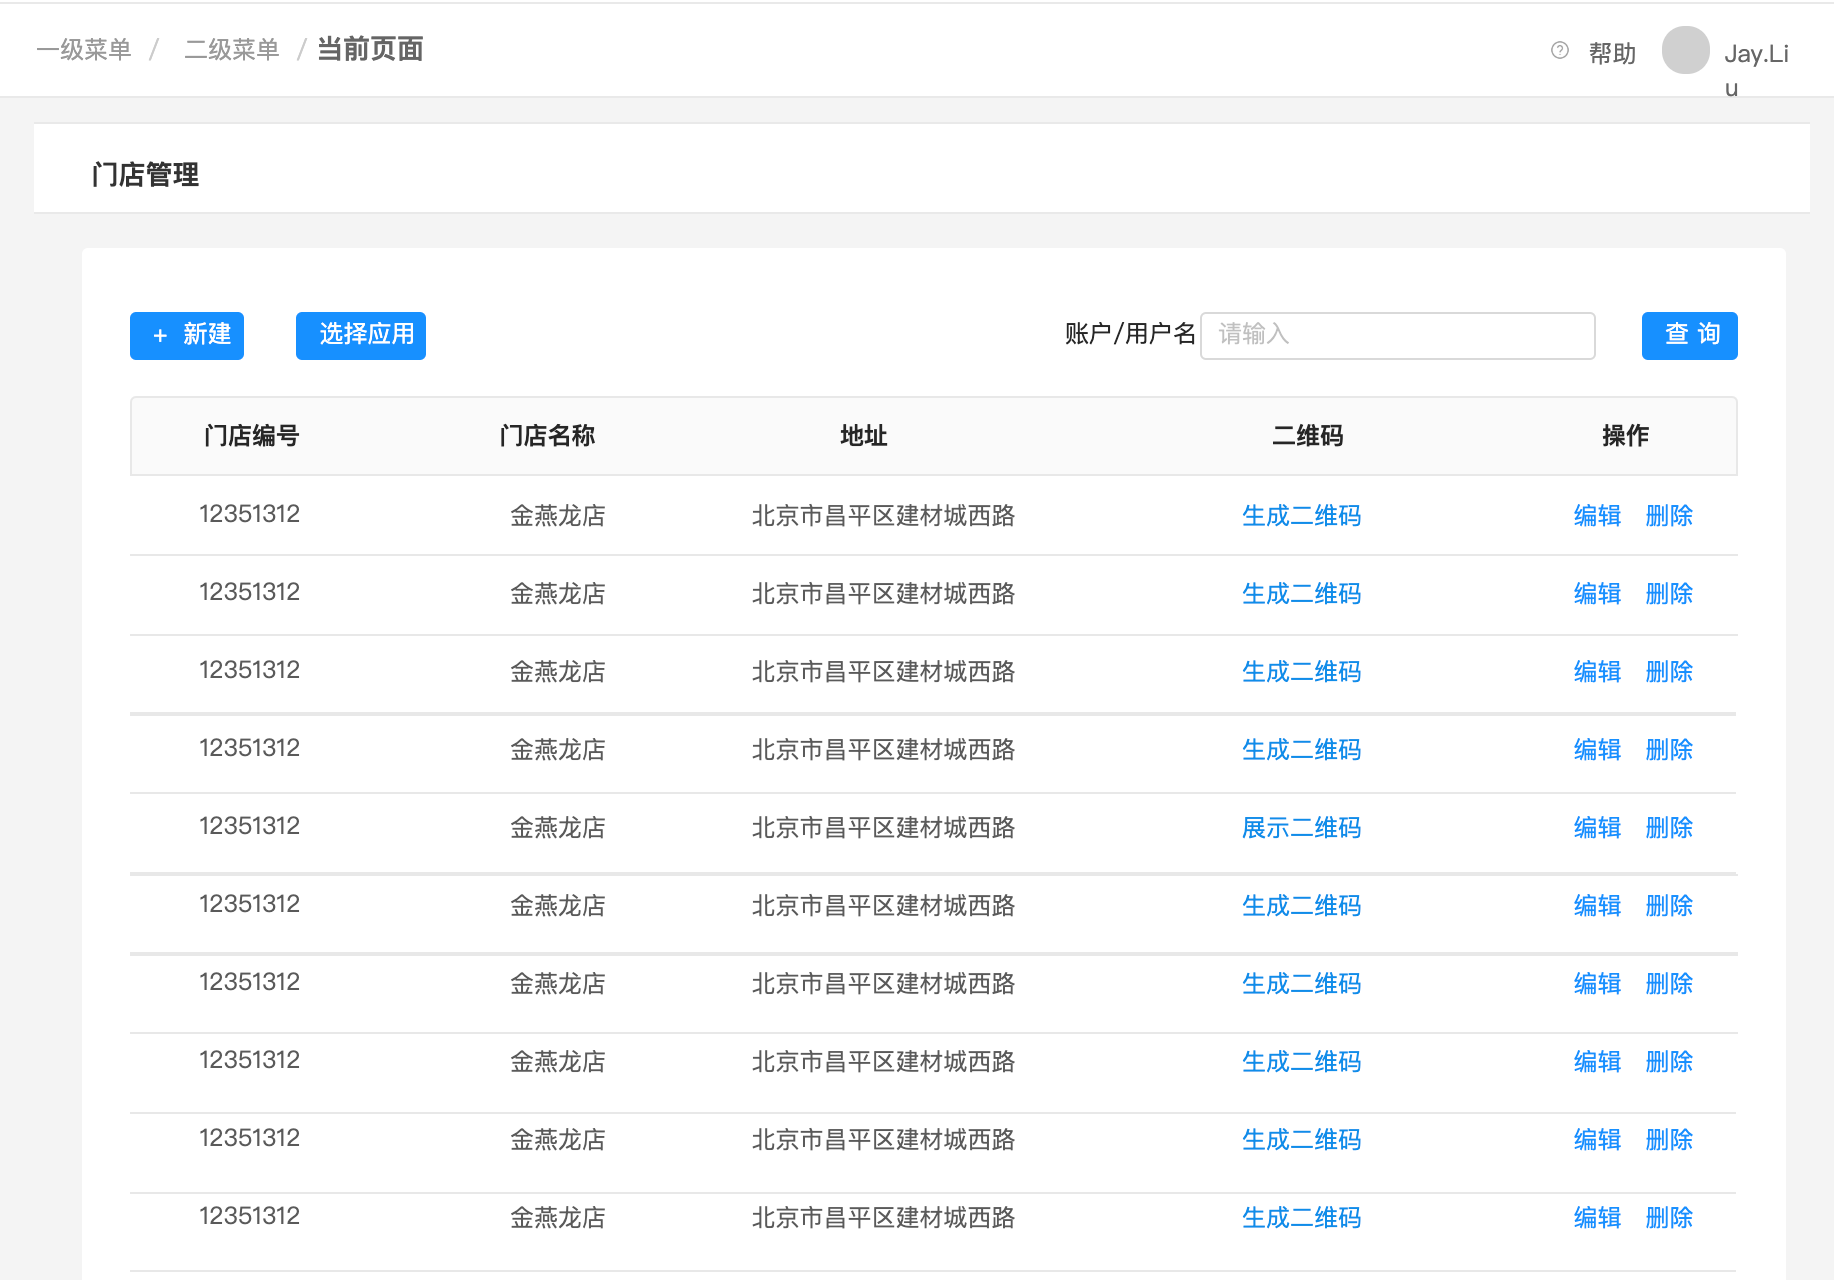 一级菜单 / 二级菜单 / 当前页面
帮助 Jay.Li
u
门店管理
+ 新建 选择应用 账户/用户名 请输入 查 询
门店编号 门店名称 地址 二维码 操作
12351312 金燕龙店 北京市昌平区建材城西路 生成二维码 编辑 删除
12351312 金燕龙店 北京市昌平区建材城西路 生成二维码 编辑 删除
12351312 金燕龙店 北京市昌平区建材城西路 生成二维码 编辑 删除
12351312 金燕龙店 北京市昌平区建材城西路 生成二维码 编辑 删除
12351312 金燕龙店 北京市昌平区建材城西路 展示二维码 编辑 删除
12351312 金燕龙店 北京市昌平区建材城西路 生成二维码 编辑 删除
12351312 金燕龙店 北京市昌平区建材城西路 生成二维码 编辑 删除
12351312 金燕龙店 北京市昌平区建材城西路 生成二维码 编辑 删除
12351312 金燕龙店 北京市昌平区建材城西路 生成二维码 编辑 删除
12351312 金燕龙店 北京市昌平区建材城西路 生成二维码 编辑 删除